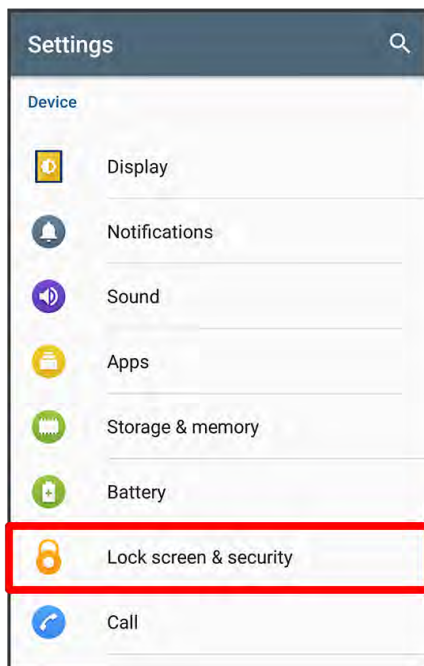 Settings
Device
Display
Notifications
Sound
Apps
Storage & memory
Battery
Lock screen & security
Call